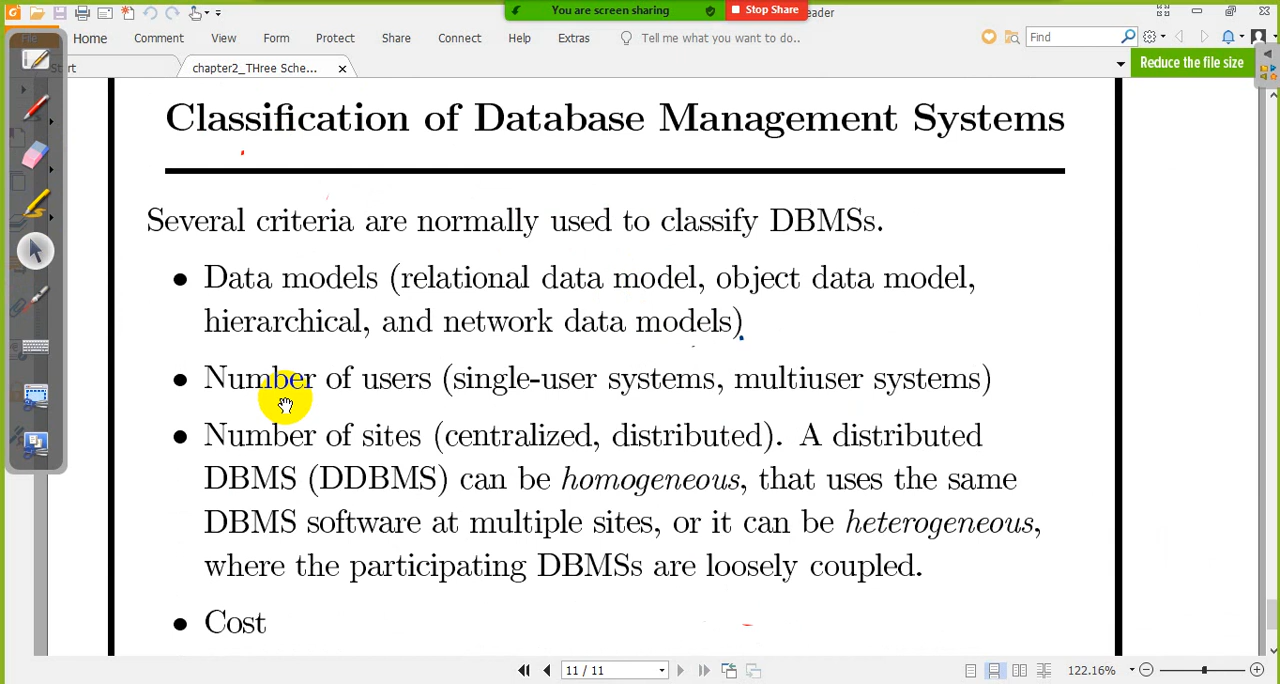 You are screen sharing
Stop Share
eader
File
Home
Comment
View
Form
Protect
Share
Connect
Help
Extras
Tell me what you want to do..
Find
tart
chapter2_THree Sche...
Reduce the file size
Classification of Database Management Systems
Several criteria are normally used to classify DBMSs.
• Data models (relational data model, object data model,
hierarchical, and network data models)
• Number of users (single-user systems, multiuser systems)
• Number of sites (centralized, distributed). A distributed
DBMS (DDBMS) can be homogeneous, that uses the same
DBMS software at multiple sites, or it can be heterogeneous,
where the participating DBMSs are loosely coupled.
• Cost
11 / 11
122.16%